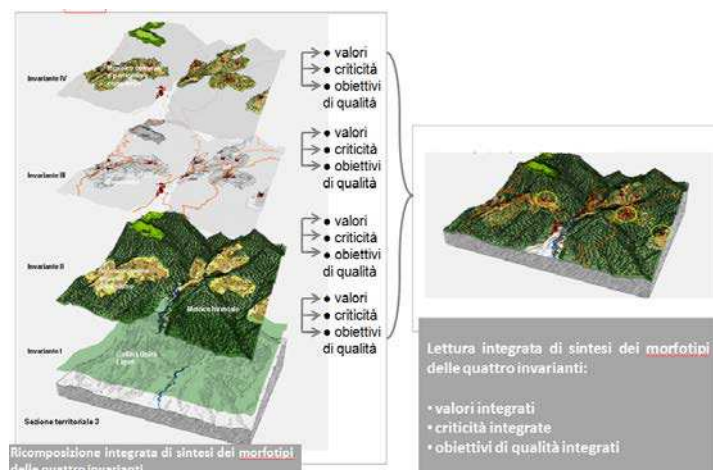 Invariante IV
• valori
• criticità
• obiettivi
di qualità
Invariante III
• valori
• criticità
• obiettivi
di qualità
Invariante II
• valori
• criticità
• obiettivi
di qualità
Matrice forestale
Invariante I
• valori
• criticità
• obiettivi
di qualità
Sezione territoriale 3
Ricomposizione integrata di sintesi dei morfotipi
delle quattro invarianti
Lettura integrata di sintesi dei morfotipi
delle quattro invarianti:
• valori integrati
• criticità integrate
• obiettivi di qualità integrati